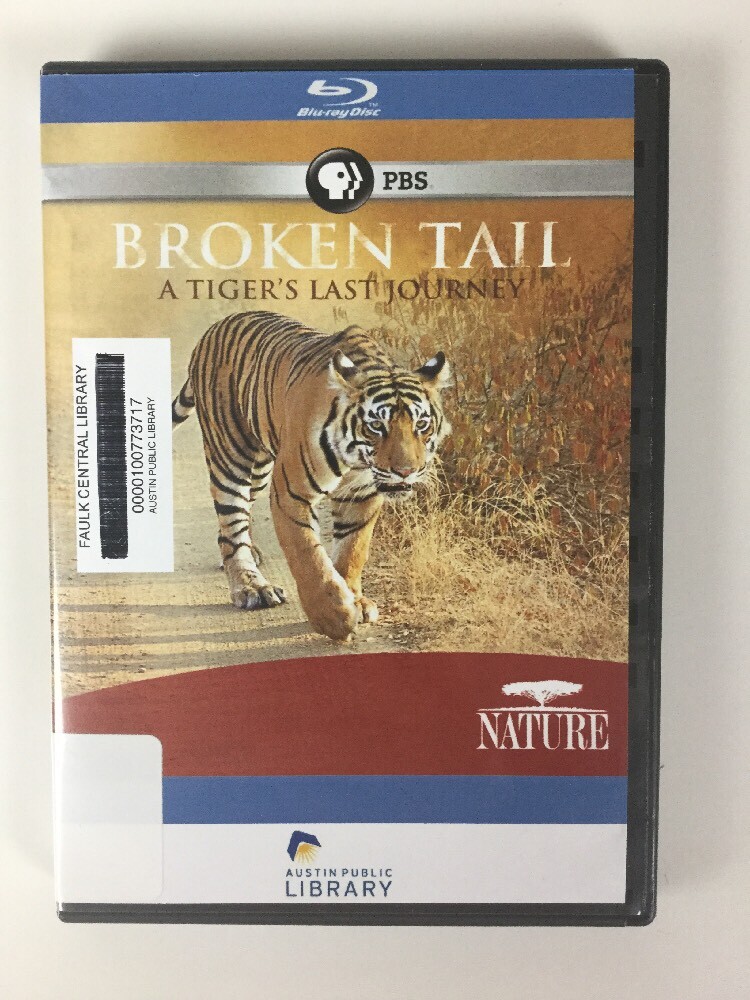 Blu-ray Disc™
PBS
BROKEN TAIL
A TIGER'S LAST JOURNEY
FAULK CENTRAL LIBRARY
0000100773717
AUSTIN PUBLIC LIBRARY
NATURE
AUSTIN PUBLIC
LIBRARY